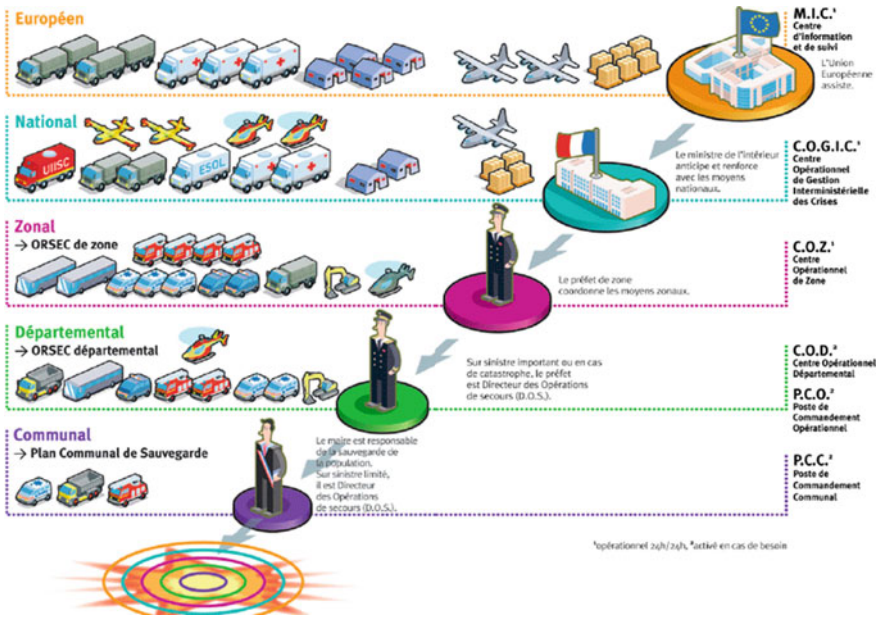 Européen
M.I.C.¹
Centre
d'information
et de suivi
L'Union
Européenne
assiste.
National
UIISC
ESOL
Le ministre de l'intérieur
anticipe et renforce
avec les moyens
nationaux.
C.O.G.I.C.¹
Centre
Opérationnel
de Gestion
Interministérielle
des Crises
Zonal
→ ORSEC de zone
Le préfet de zone
coordonne les moyens zonaux.
C.O.Z.¹
Centre
Opérationnel
de Zone
Départemental
→ ORSEC départemental
Sur sinistre important ou en cas
de catastrophe, le préfet
est Directeur des Opérations
de secours (D.O.S.).
C.O.D.²
Centre Opérationnel
Départemental
P.C.O.²
Poste de
Commandement
Opérationnel
Communal
→ Plan Communal de Sauvegarde
Le maire est responsable
de la sauvegarde de
la population.
Sur sinistre limité,
il est Directeur
des Opérations
de secours (D.O.S.).
P.C.C.²
Poste de
Commandement
Communal
¹opérationnel 24h/24h, ²activé en cas de besoin